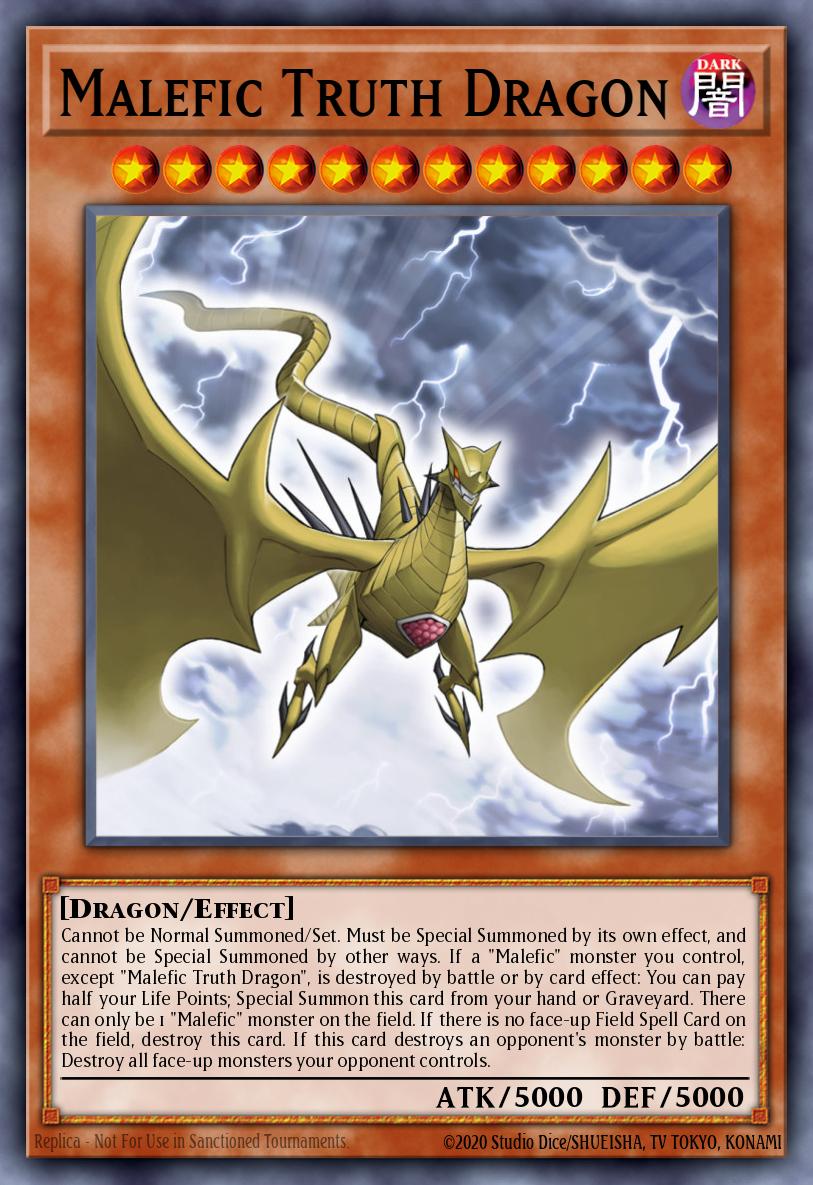 Malefic Truth Dragon
DARK
闇
[Dragon/Effect]
Cannot be Normal Summoned/Set. Must be Special Summoned by its own effect, and
cannot be Special Summoned by other ways. If a "Malefic" monster you control,
except "Malefic Truth Dragon", is destroyed by battle or by card effect: You can pay
half your Life Points; Special Summon this card from your hand or Graveyard. There
can only be 1 "Malefic" monster on the field. If there is no face-up Field Spell Card on
the field, destroy this card. If this card destroys an opponent's monster by battle:
Destroy all face-up monsters your opponent controls.
ATK/5000 DEF/5000
Replica - Not For Use in Sanctioned Tournaments.
©2020 Studio Dice/SHUEISHA, TV TOKYO, KONAMI